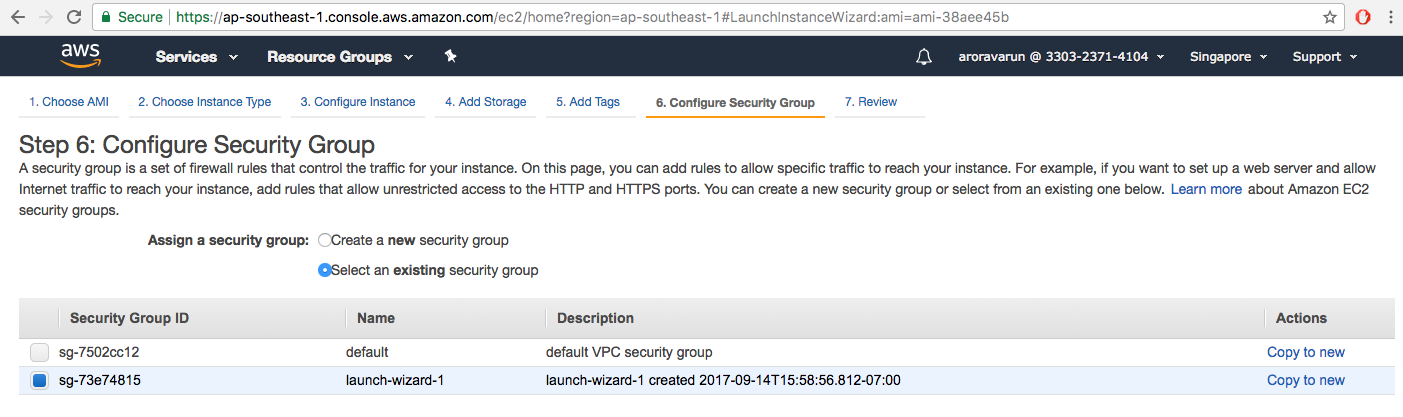 Secure https://ap-southeast-1.console.aws.amazon.com/ec2/home?region=ap-southeast-1#LaunchInstanceWizard:ami=ami-38aee45b
aws Services Resource Groups aroravarun @ 3303-2371-4104 Singapore Support
1. Choose AMI 2. Choose Instance Type 3. Configure Instance 4. Add Storage 5. Add Tags 6. Configure Security Group 7. Review
Step 6: Configure Security Group
A security group is a set of firewall rules that control the traffic for your instance. On this page, you can add rules to allow specific traffic to reach your instance. For example, if you want to set up a web server and allow
Internet traffic to reach your instance, add rules that allow unrestricted access to the HTTP and HTTPS ports. You can create a new security group or select from an existing one below. Learn more about Amazon EC2
security groups.
Assign a security group: Create a new security group
Select an existing security group
Security Group ID Name Description Actions
sg-7502cc12 default default VPC security group Copy to new
sg-73e74815 launch-wizard-1 launch-wizard-1 created 2017-09-14T15:58:56.812-07:00 Copy to new